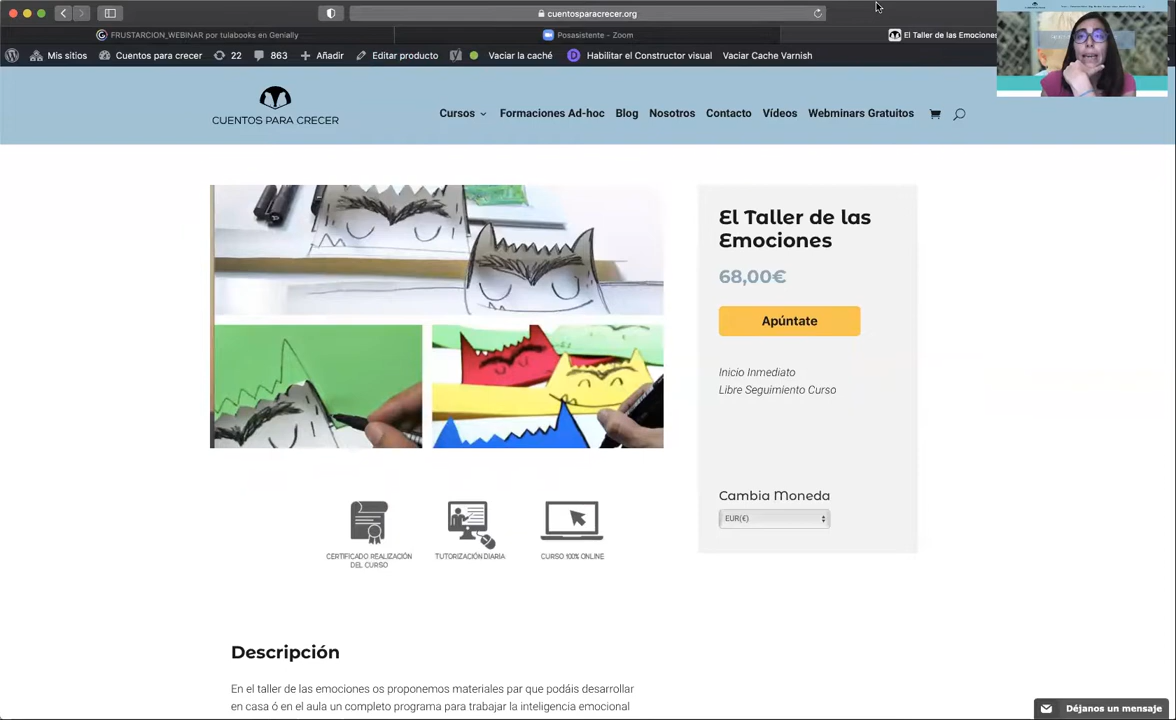 cuentosparacrecer.org
FRUSTARCION_WEBINAR por tulabooks en Genially
Posasistente - Zoom
El Taller de las Emociones
Mis sitios
Cuentos para crecer
22
863
Añadir
Editar producto
Vaciar la caché
Habilitar el Constructor visual
Vaciar Cache Varnish
CUENTOS PARA CRECER
Cursos
Formaciones Ad-hoc
Blog
Nosotros
Contacto
Vídeos
Webminars Gratuitos
El Taller de las
Emociones
68,00€
Apúntate
Inicio Inmediato
Libre Seguimiento Curso
Cambia Moneda
EUR(€)
CERTIFICADO REALIZACIÓN
DEL CURSO
TUTORIZACIÓN DIARIA
CURSO 100% ONLINE
Descripción
En el taller de las emociones os proponemos materiales par que podáis desarrollar
en casa ó en el aula un completo programa para trabajar la inteligencia emocional
Déjanos un mensaje